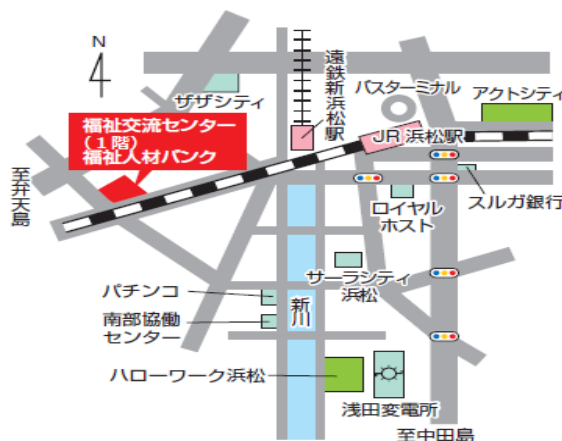 N
ザザシティ
遠鉄新浜松駅
バスターミナル
アクトシティ
福祉交流センター
(1階)
福祉人材バンク
JR 浜松駅
至弁天島
スルガ銀行
ロイヤル
ホスト
サーラシティ
浜松
パチンコ
新川
南部協働
センター
ハローワーク浜松
浅田変電所
至中田島